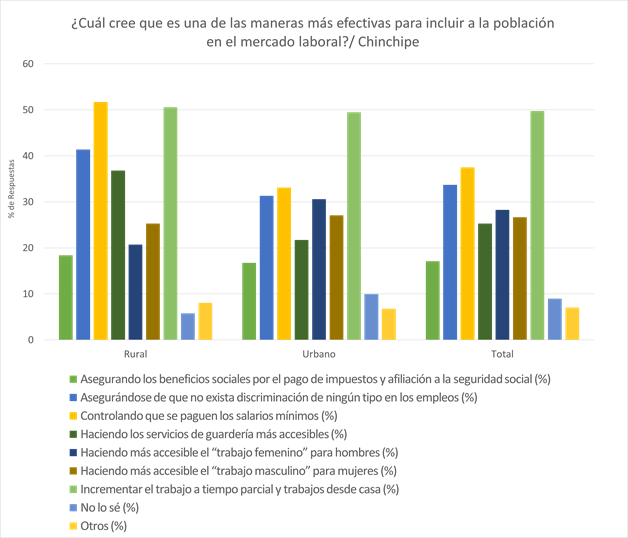 ¿Cuál cree que es una de las maneras más efectivas para incluir a la población
en el mercado laboral?/ Chinchipe
60
50
40
30
20
10
0
% de Respuestas
Rural
Urbano
Total
Asegurando los beneficios sociales por el pago de impuestos y afiliación a la seguridad social (%)
Asegurándose de que no exista discriminación de ningún tipo en los empleos (%)
Controlando que se paguen los salarios mínimos (%)
Haciendo los servicios de guardería más accesibles (%)
Haciendo más accesible el “trabajo femenino” para hombres (%)
Haciendo más accesible el “trabajo masculino” para mujeres (%)
Incrementar el trabajo a tiempo parcial y trabajos desde casa (%)
No lo sé (%)
Otros (%)